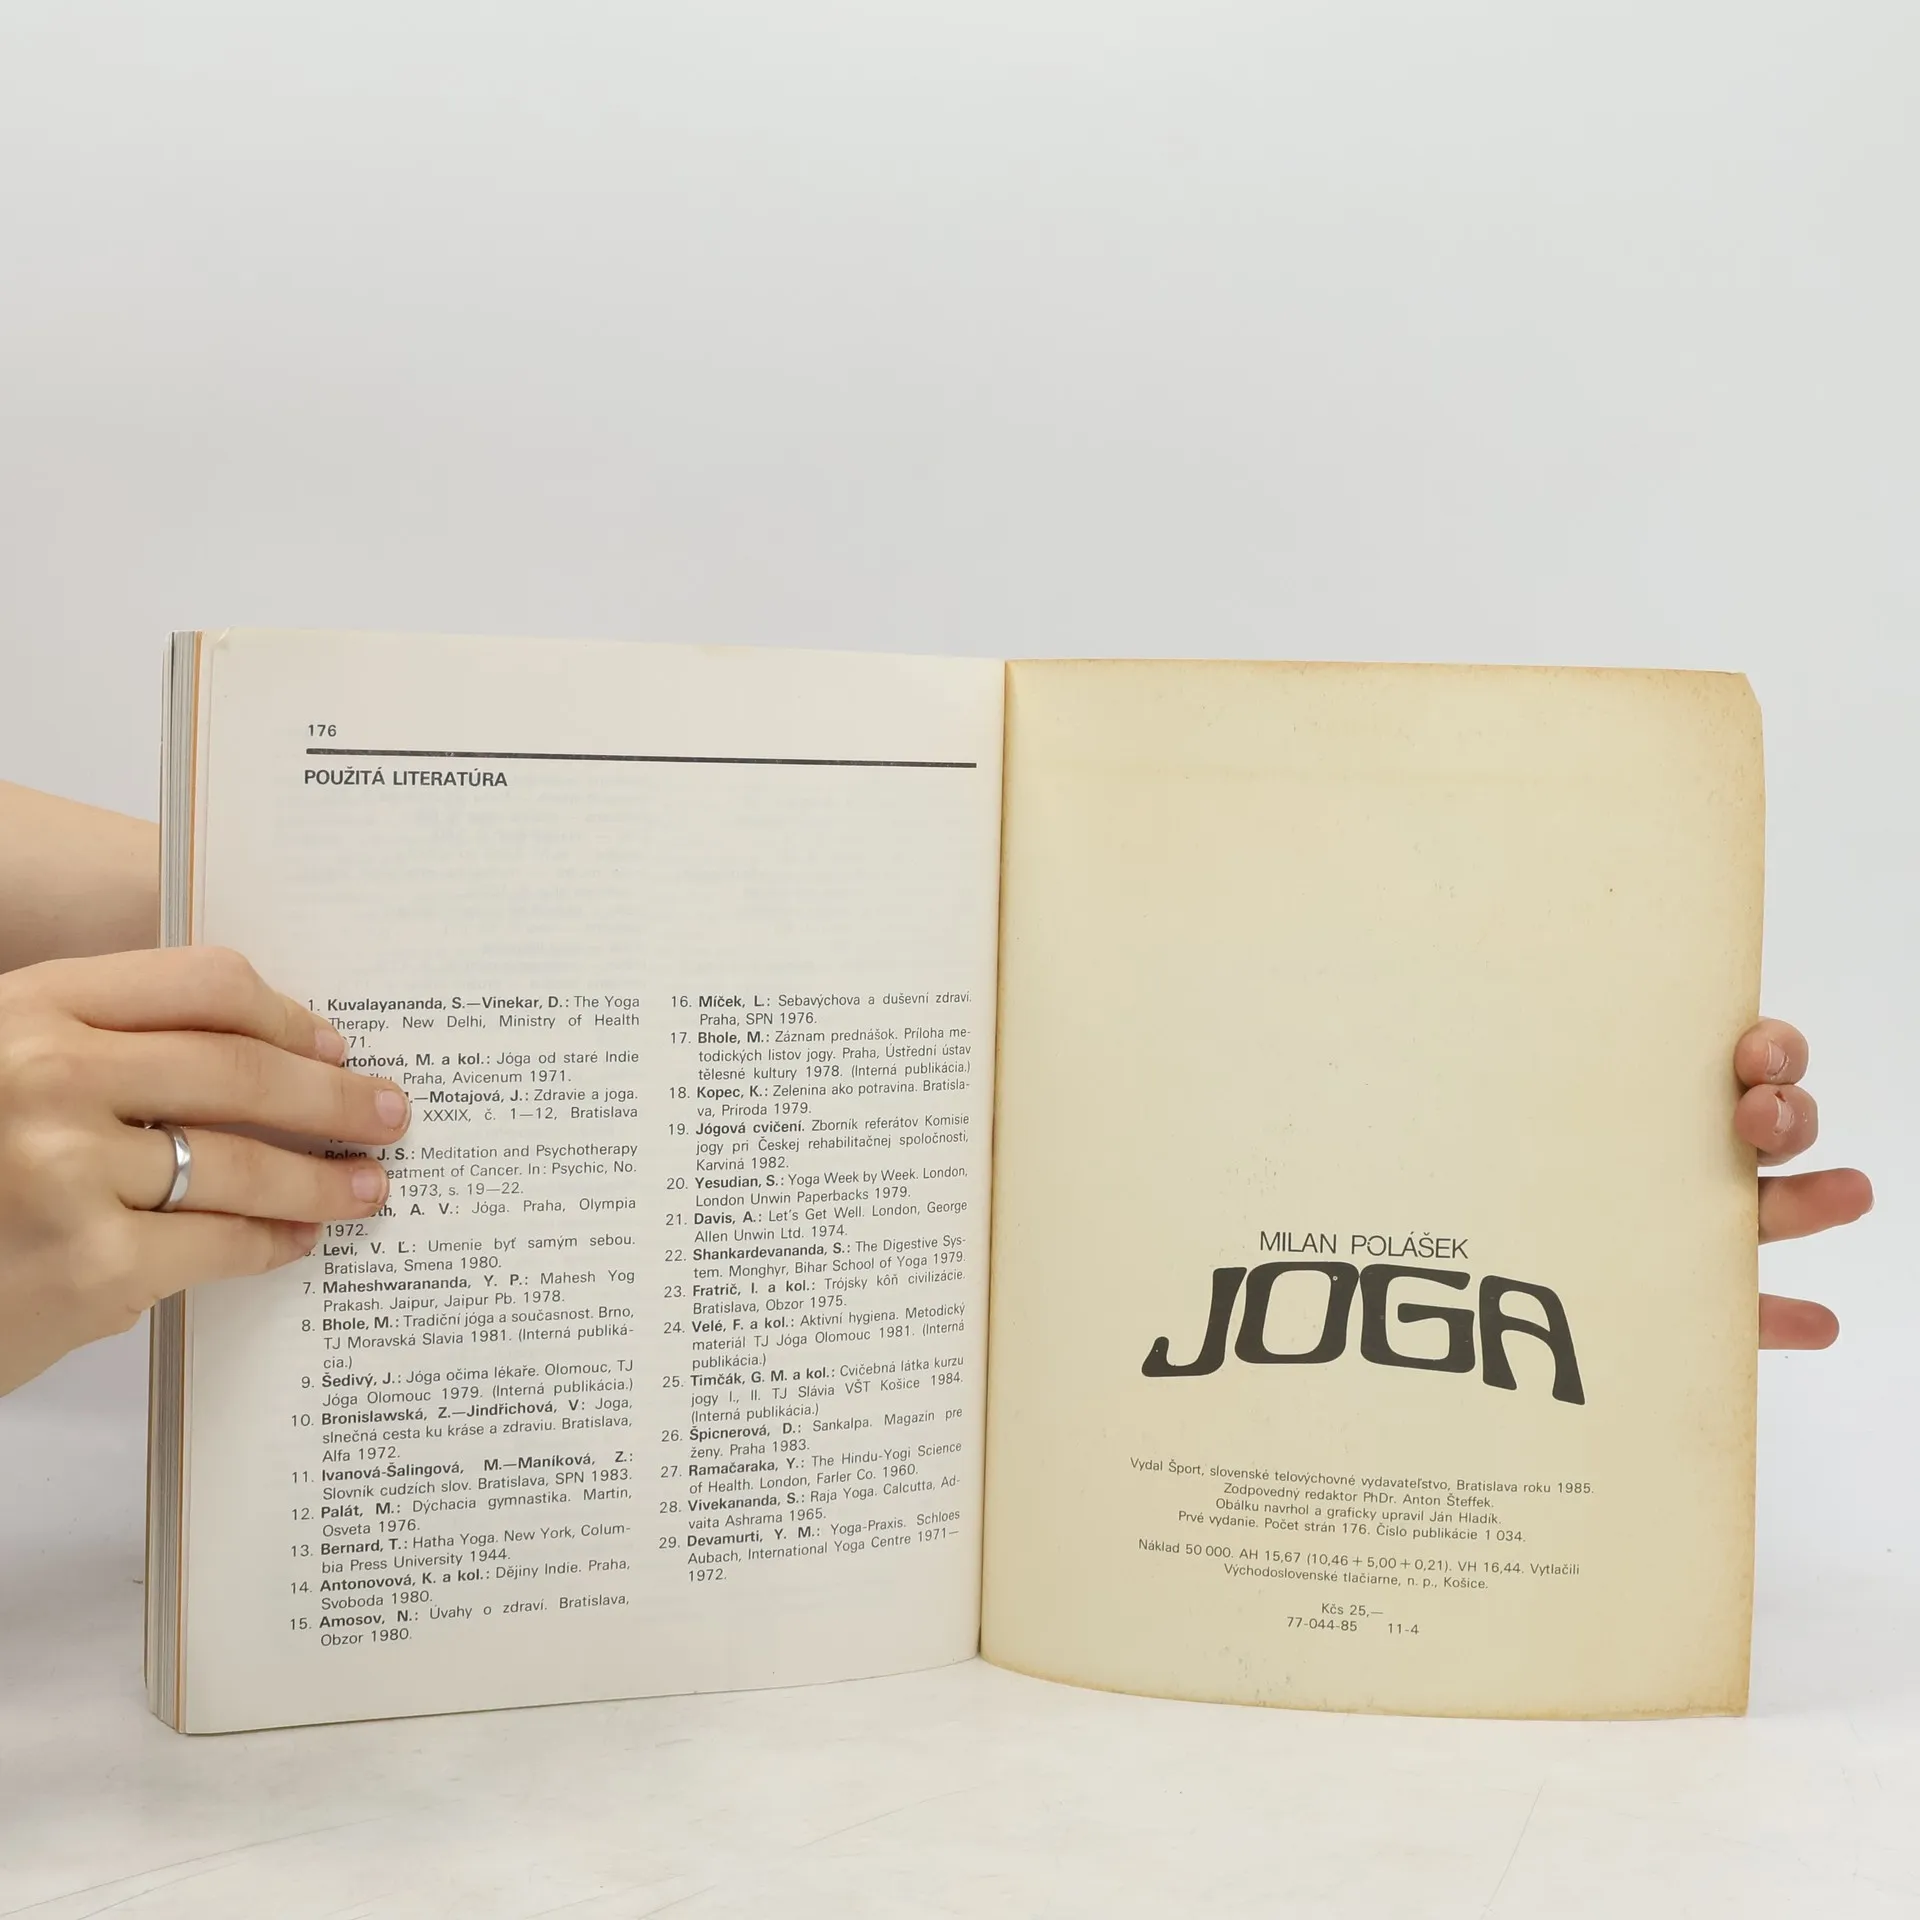 176
POUŽITÁ LITERATÚRA
1. Kuvalayananda, S.—Vinekar, D.: The Yoga
Therapy. New Delhi, Ministry of Health
71.
rtoňová, M. a kol.: Jóga od staré Indie
Praha, Avicenum 1971.
—Motajová, J.: Zdravie a joga.
XXXIX, č. 1—12, Bratislava
J. S.: Meditation and Psychotherapy
eatment of Cancer. In: Psychic, No.
1973, s. 19—22.
th, A. V.: Jóga. Praha, Olympia
1972.
Levi, V. Ľ.: Umenie byť samým sebou.
Bratislava, Smena 1980.
7. Maheshwarananda, Y. P.: Mahesh Yog
Prakash. Jaipur, Jaipur Pb. 1978.
8. Bhole, M.: Tradiční jóga a současnost. Brno,
TJ Moravská Slavia 1981. (Interná publiká-
cia.)
9. Šedivý, J.: Jóga očima lékaře. Olomouc, TJ
Jóga Olomouc 1979. (Interná publikácia.)
10. Bronislawská, Z.—Jindřichová, V: Joga,
slnečná cesta ku kráse a zdraviu. Bratislava,
Alfa 1972.
11. Ivanová-Šalingová, M.—Maníková, Z.:
Slovník cudzích slov. Bratislava, SPN 1983.
12. Palát, M.: Dýchacia gymnastika. Martin,
Osveta 1976.
13. Bernard, T.: Hatha Yoga. New York, Colum-
bia Press University 1944.
14. Antonovová, K. a kol.: Dějiny Indie. Praha,
Svoboda 1980.
15. Amosov, N.: Úvahy o zdraví. Bratislava,
Obzor 1980.
16. Míček, L.: Sebavýchova a duševní zdraví.
Praha, SPN 1976.
17. Bhole, M.: Záznam prednášok. Príloha me-
todických listov jogy. Praha, Ústřední ústav
tělesné kultury 1978. (Interná publikácia.)
18. Kopec, K.: Zelenina ako potravina. Bratisla-
va, Príroda 1979.
19. Jógová cvičení. Zborník referátov Komisie
jogy pri Českej rehabilitačnej spoločnosti,
Karviná 1982.
20. Yesudian, S.: Yoga Week by Week. London,
London Unwin Paperbacks 1979.
21. Davis, A.: Let's Get Well. London, George
Allen Unwin Ltd. 1974.
22. Shankardevananda, S.: The Digestive Sys-
tem. Monghyr, Bihar School of Yoga 1979.
23. Fratrič, I. a kol.: Trójsky kôň civilizácie.
Bratislava, Obzor 1975.
24. Velé, F. a kol.: Aktivní hygiena. Metodický
materiál TJ Jóga Olomouc 1981. (Interná
publikácia.)
25. Timčák, G. M. a kol.: Cvičebná látka kurzu
jogy I., II. TJ Slávia VŠT Košice 1984.
(Interná publikácia.)
26. Špicnerová, D.: Sankalpa. Magazin pre
ženy. Praha 1983.
27. Ramačaraka, Y.: The Hindu-Yogi Science
of Health. London, Farler Co. 1960.
28. Vivekananda, S.: Raja Yoga. Calcutta, Ad-
vaita Ashrama 1965.
29. Devamurti, Y. M.: Yoga-Praxis. Schloes
Aubach, International Yoga Centre 1971—
1972.
MILAN POLÁŠEK
JOGA
Vydal Šport, slovenské telovýchovné vydavateľstvo, Bratislava roku 1985.
Zodpovedný redaktor PhDr. Anton Šteffek.
Obálku navrhol a graficky upravil Ján Hladík.
Prvé vydanie. Počet strán 176. Číslo publikácie 1 034.
Náklad 50 000. AH 15,67 (10,46 + 5,00 + 0,21). VH 16,44. Vytlačili
Východoslovenské tlačiarne, n. p., Košice.
Kčs 25,—
77-044-85 11-4